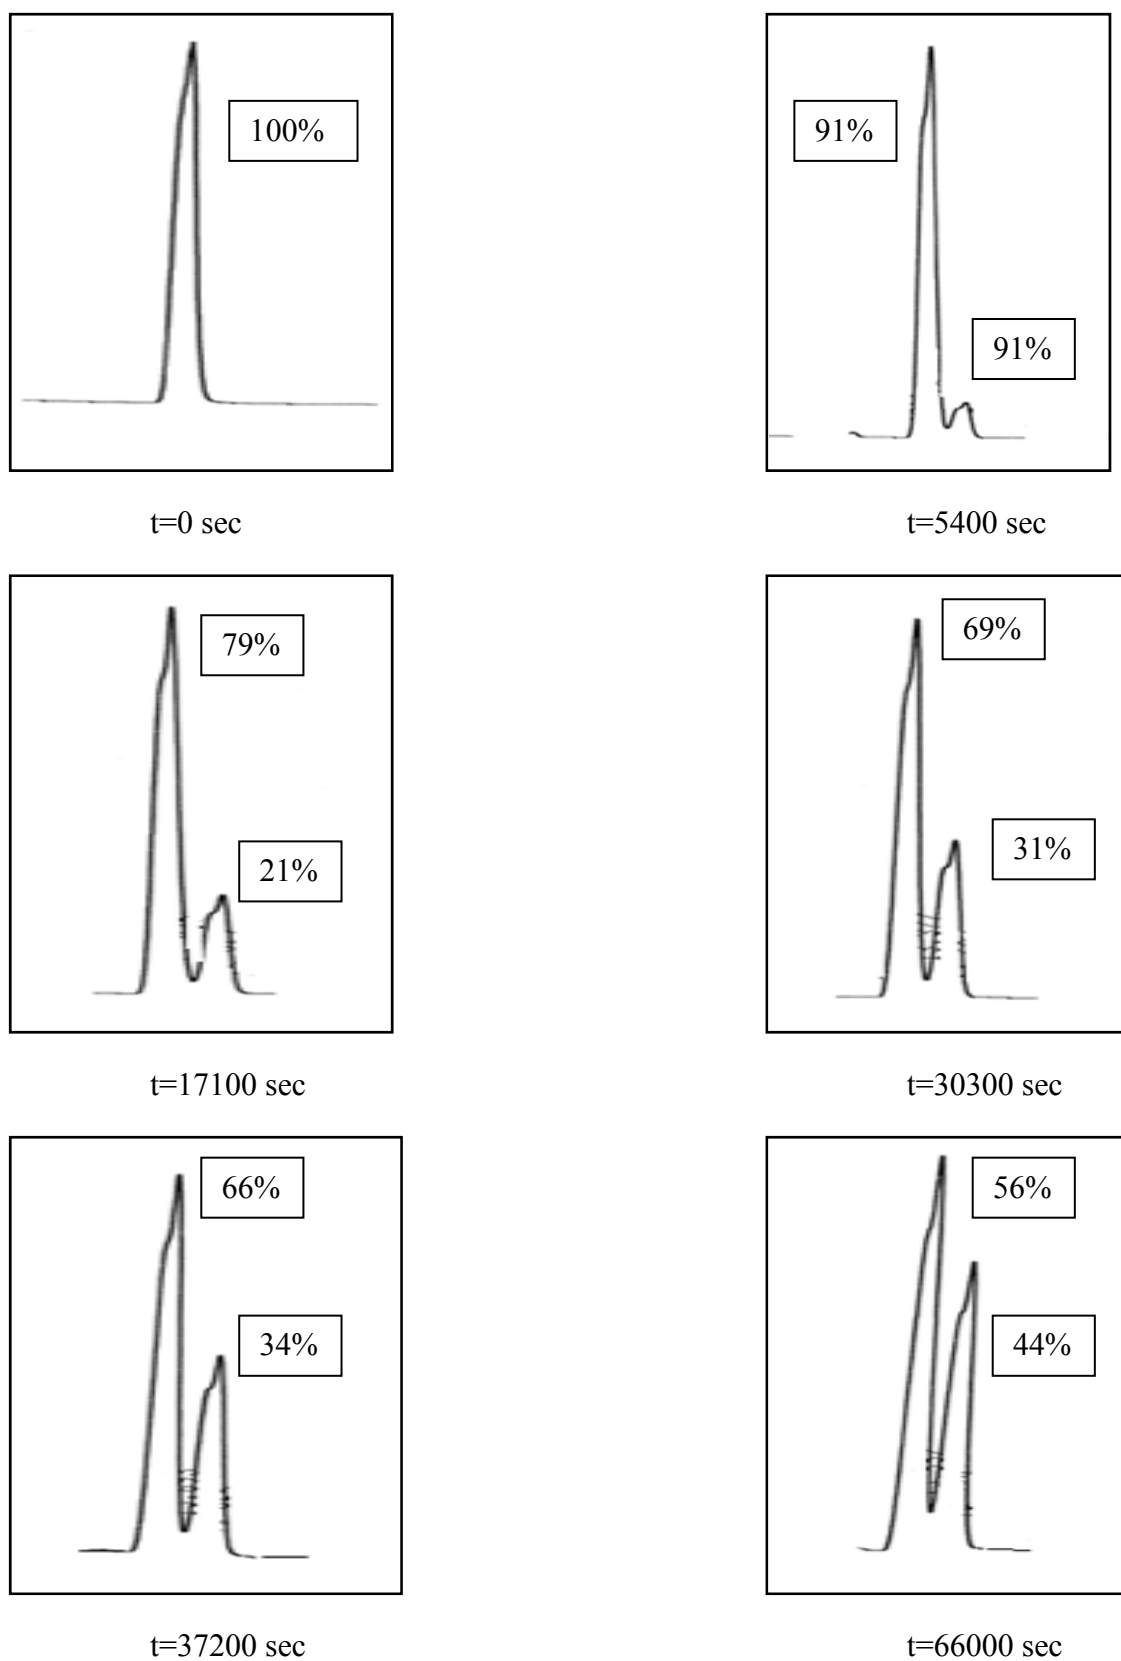 100%
91%
91%
t=0 sec
t=5400 sec
79%
69%
21%
31%
t=17100 sec
t=30300 sec
66%
56%
34%
44%
t=37200 sec
t=66000 sec